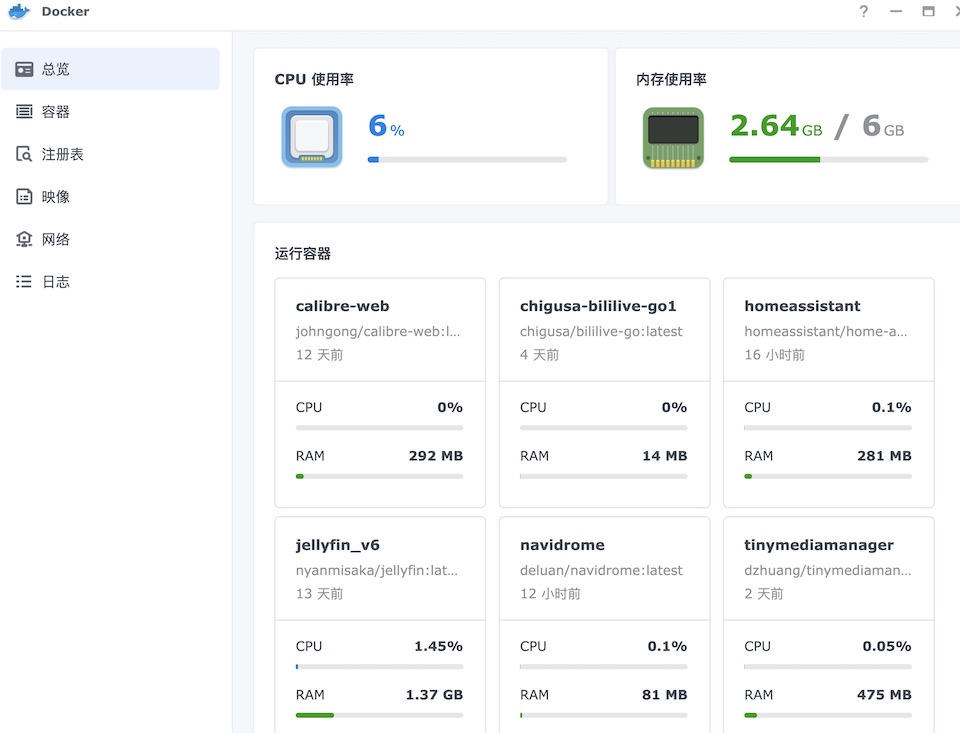 Docker
?
总览
容器
注册表
映像
网络
日志
CPU 使用率
6%
内存使用率
2.64GB / 6GB
运行容器
calibre-web
johngong/calibre-web:l...
12 天前
CPU 0%
RAM 292 MB
chigusa-bililive-go1
chigusa/bililive-go:latest
4 天前
CPU 0%
RAM 14 MB
homeassistant
homeassistant/home-a...
16 小时前
CPU 0.1%
RAM 281 MB
jellyfin_v6
nyanmisaka/jellyfin:lat...
13 天前
CPU 1.45%
RAM 1.37 GB
navidrome
deluan/navidrome:latest
12 小时前
CPU 0.1%
RAM 81 MB
tinymediamanager
dzhuang/tinymediaman...
2 天前
CPU 0.05%
RAM 475 MB